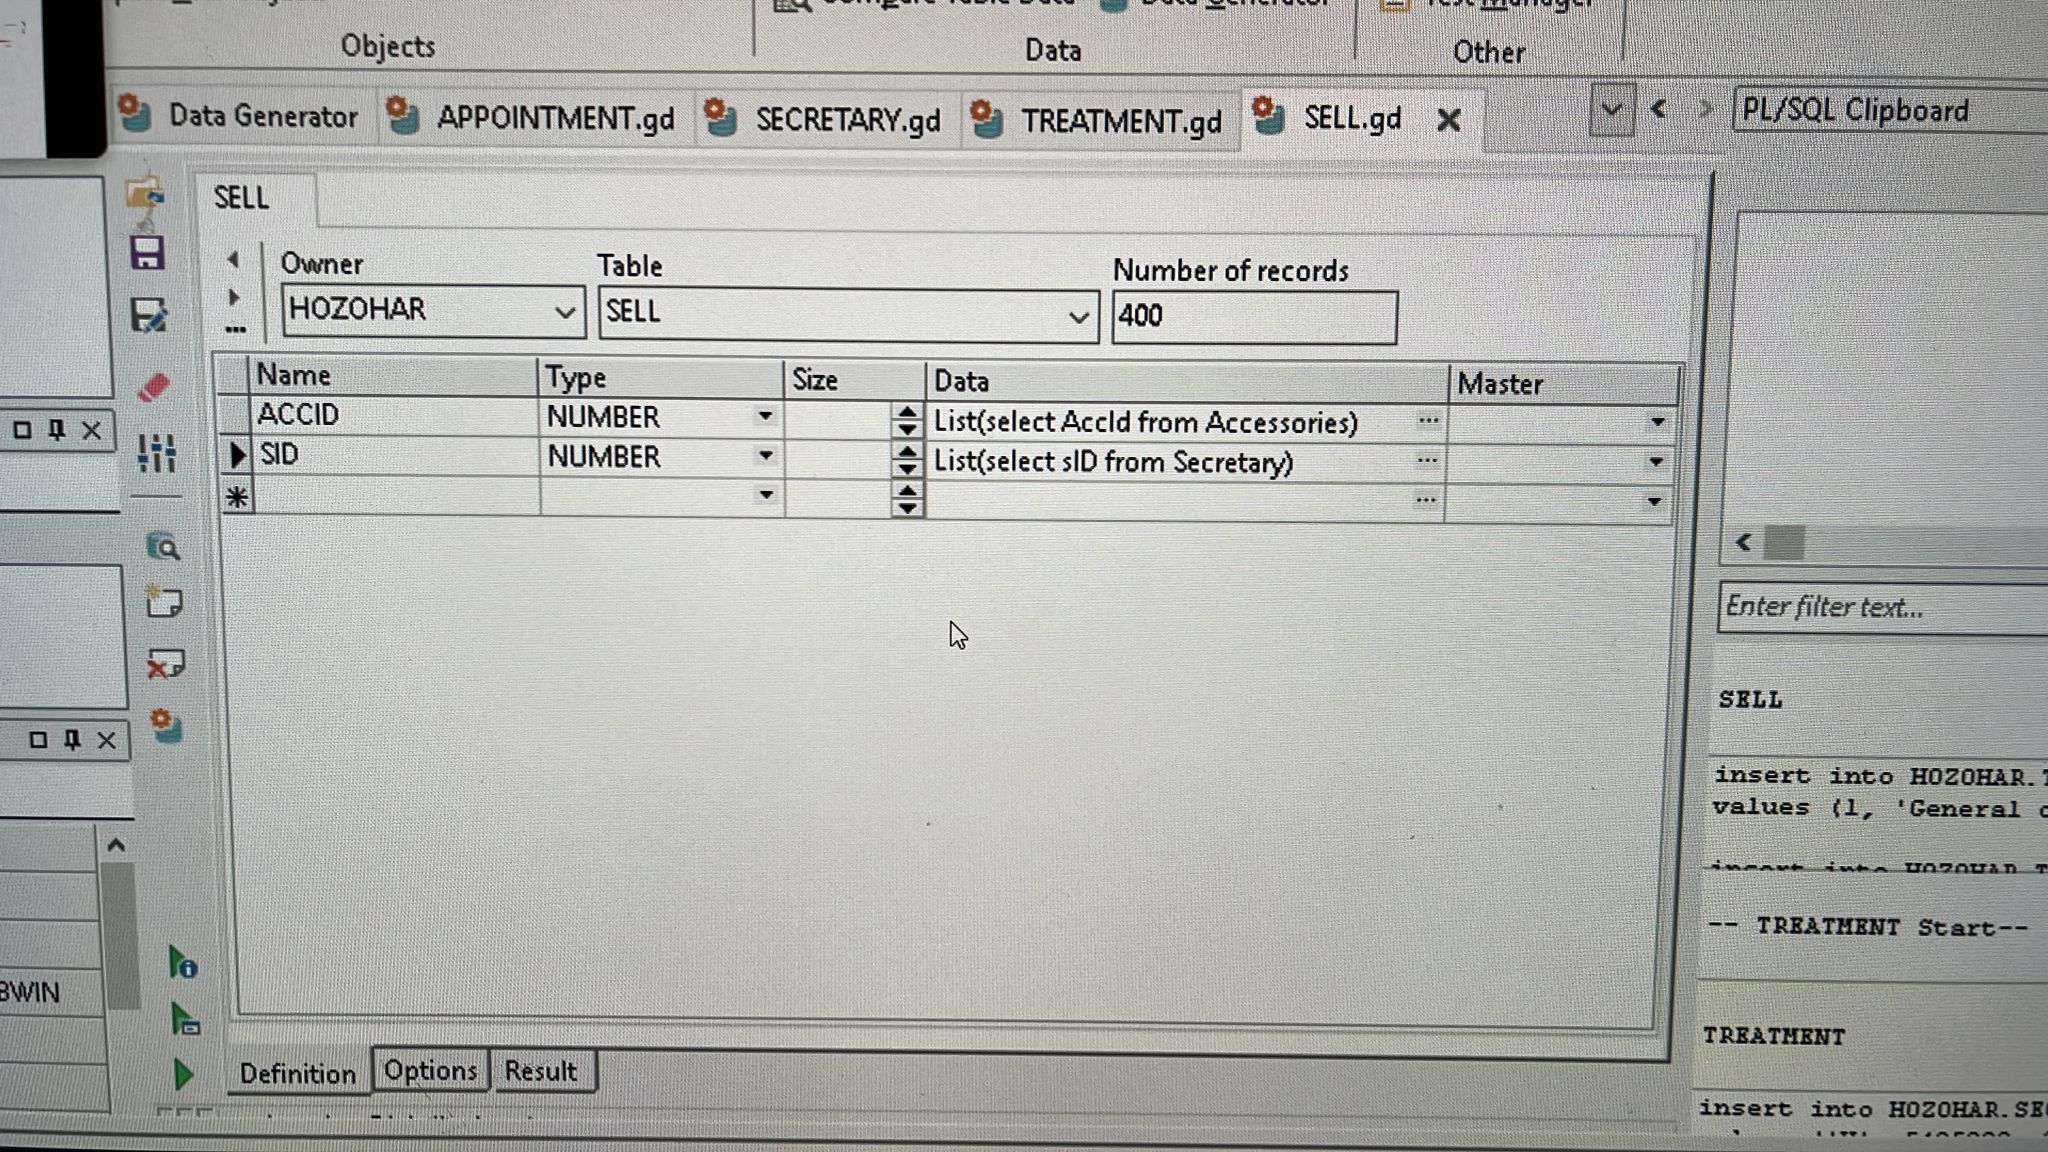 Objects
Data
Other
Data Generator
APPOINTMENT.gd
SECRETARY.gd
TREATMENT.gd
SELL.gd
PL/SQL Clipboard
SELL
Owner
Table
Number of records
HOZOHAR
SELL
400
Name Type Size Data Master
ACCID NUMBER List(select AccId from Accessories) ...
SID NUMBER List(select sID from Secretary) ...
...
Enter filter text...
SELL
insert into HOZOHAR.
values (1, 'General
-- TREATMENT Start--
BWIN
TREATMENT
Definition Options Result
insert into HOZOHAR.SE